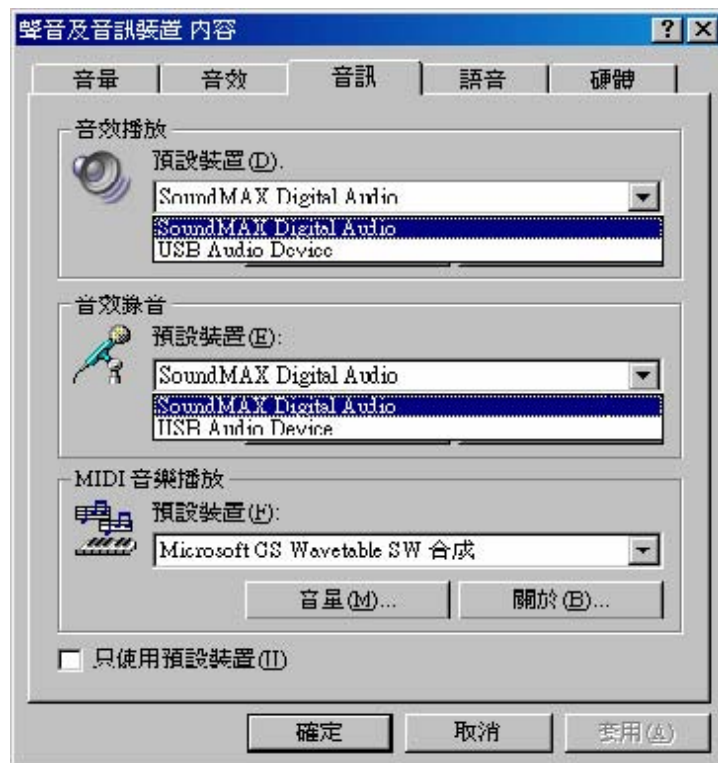 聲音及音訊裝置 內容
音量 音效 音訊 語音 硬體
音效播放
預設裝置(D).
SoundMAX Digital Audio
SoundMAX Digital Audio
USB Audio Device
音效錄音
預設裝置(E):
SoundMAX Digital Audio
SoundMAX Digital Audio
USB Audio Device
MIDI 音樂播放
預設裝置(F):
Microsoft GS Wavetable SW 合成
音量(M)... 關於(B)...
只使用預設裝置(U)
確定 取消 套用(A)